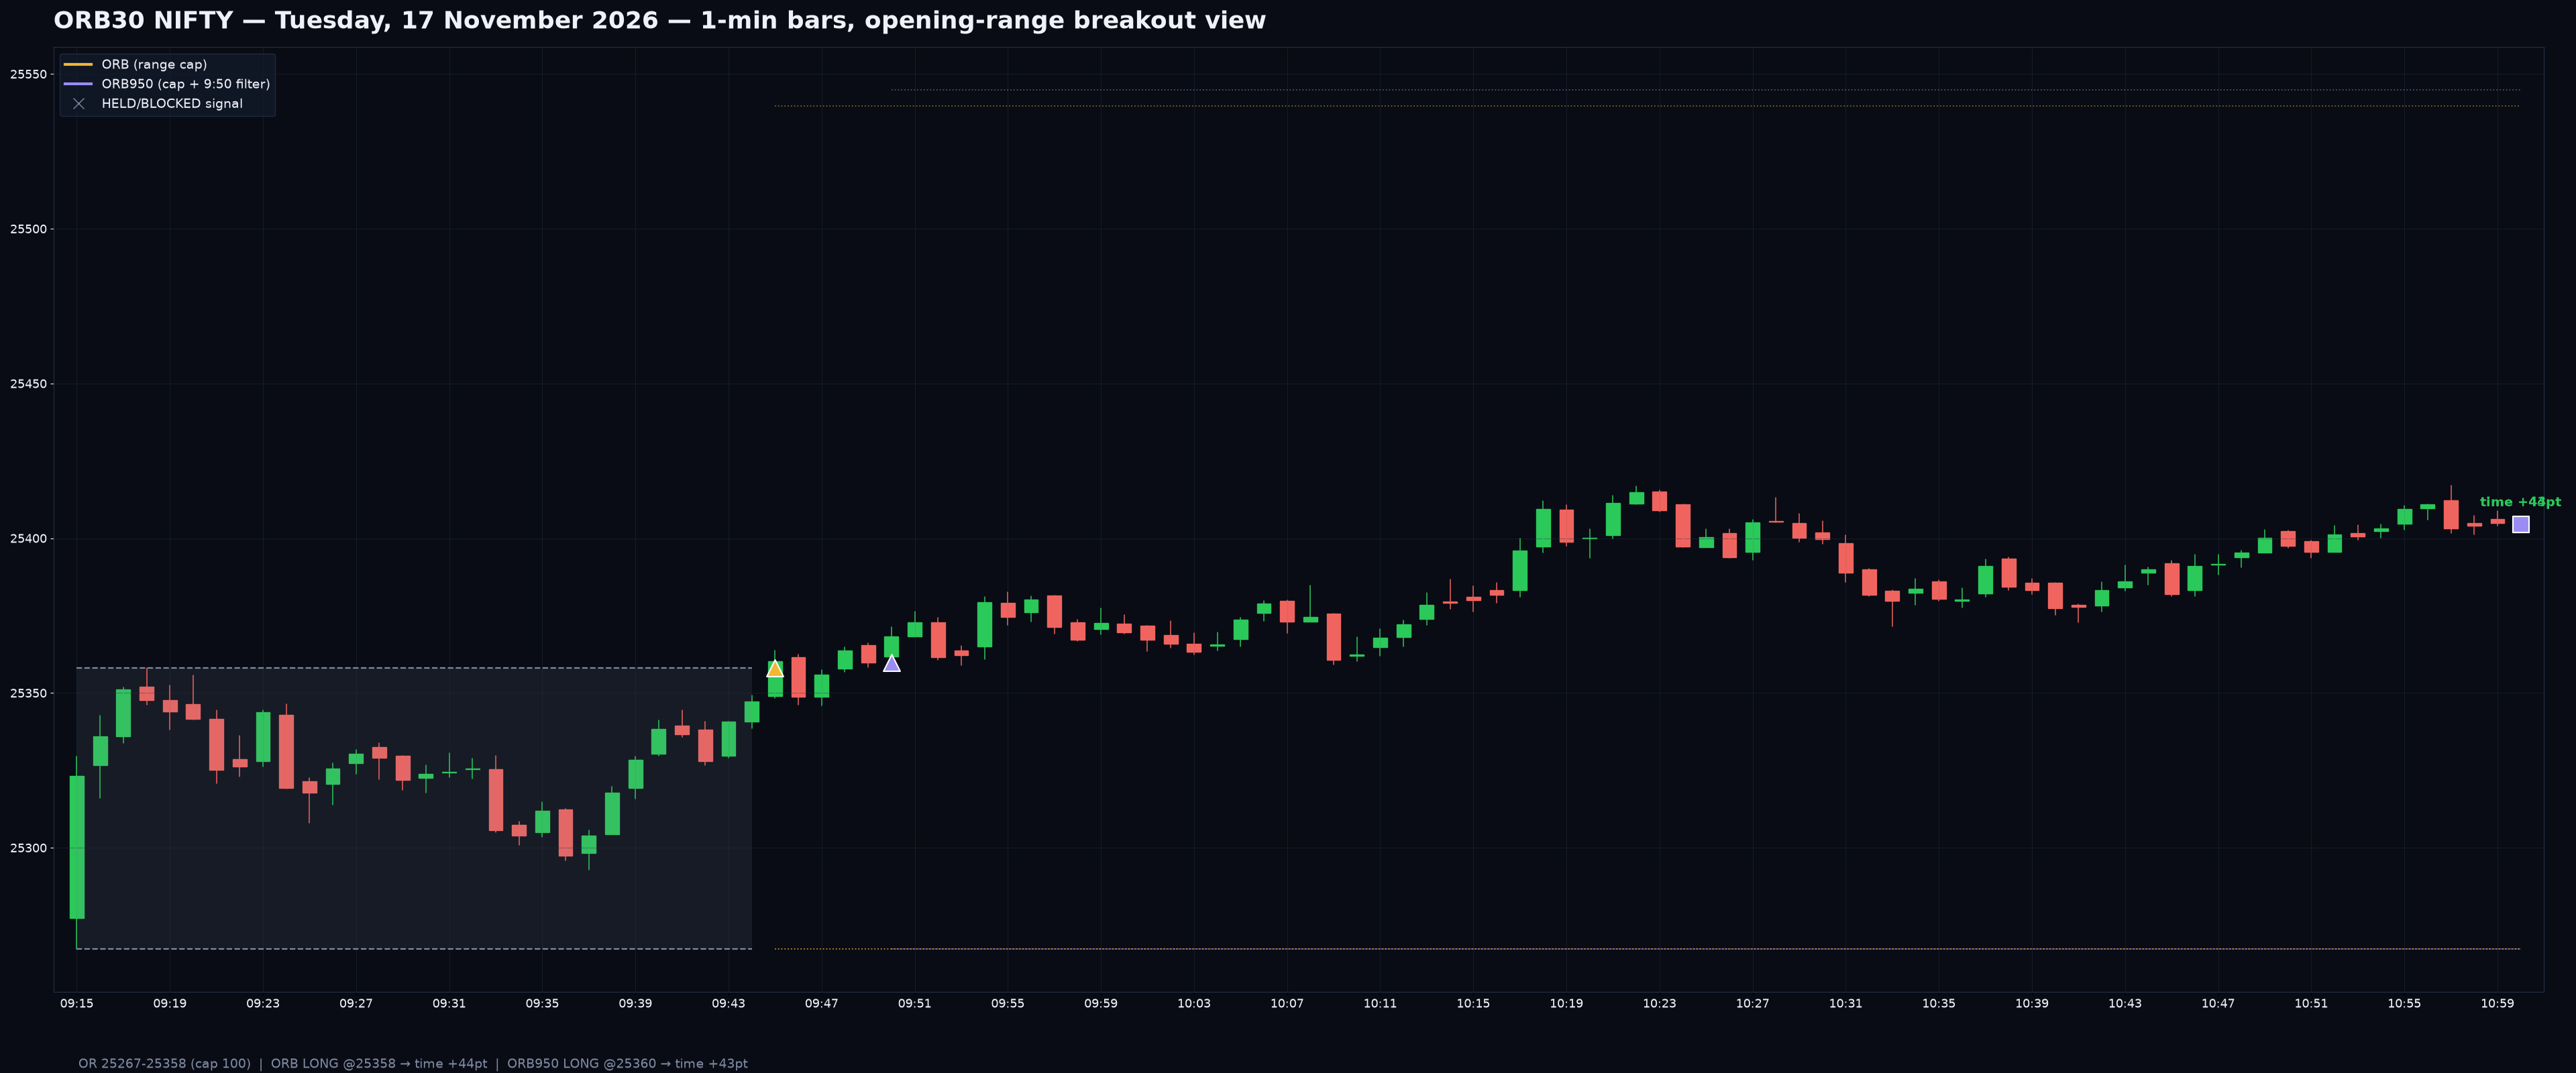 ORB30 NIFTY — Tuesday, 17 November 2026 — 1-min bars, opening-range breakout view
ORB (range cap)
ORB950 (cap + 9:50 filter)
HELD/BLOCKED signal
25550
25500
25450
25400
25350
25300
time +43pt
time +44pt
09:15 09:19 09:23 09:27 09:31 09:35 09:39 09:43 09:47 09:51 09:55 09:59 10:03 10:07 10:11 10:15 10:19 10:23 10:27 10:31 10:35 10:39 10:43 10:47 10:51 10:55 10:59
OR 25267-25358 (cap 100) | ORB LONG @25358 → time +44pt | ORB950 LONG @25360 → time +43pt